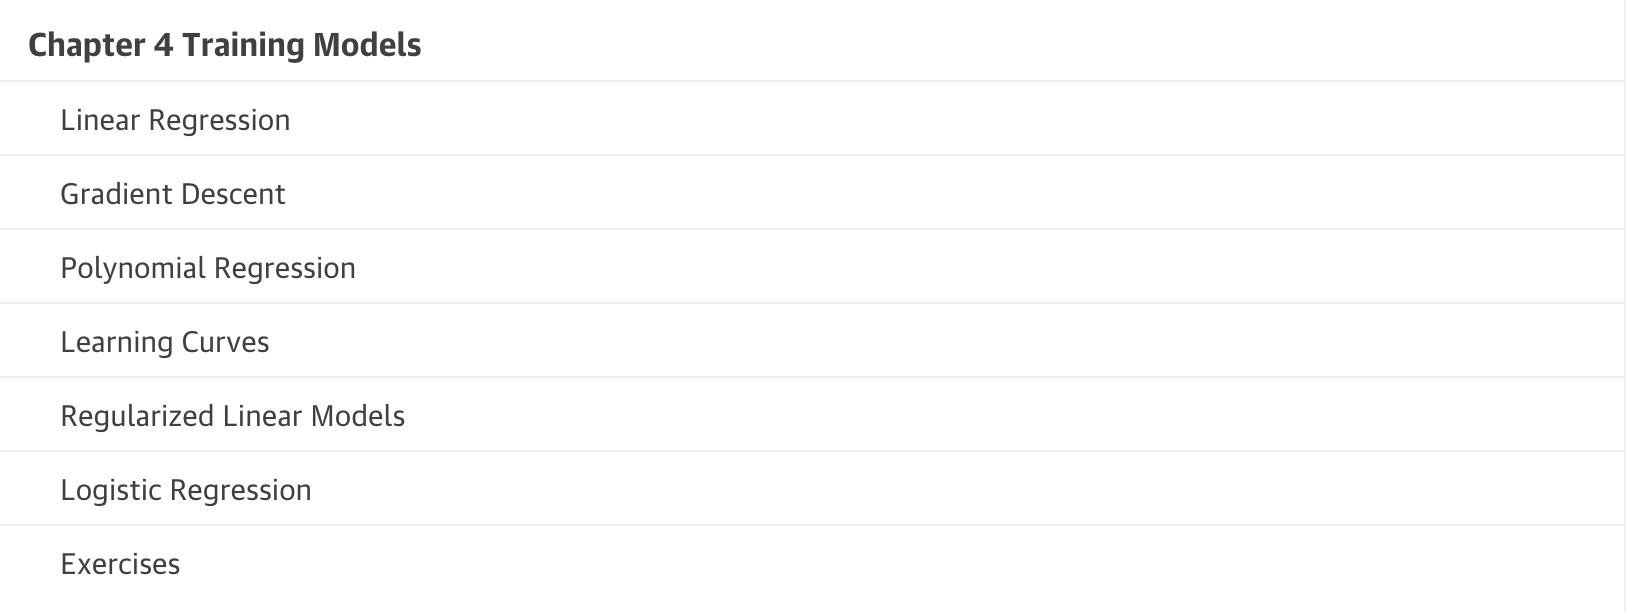 Chapter 4 Training Models
Linear Regression
Gradient Descent
Polynomial Regression
Learning Curves
Regularized Linear Models
Logistic Regression
Exercises